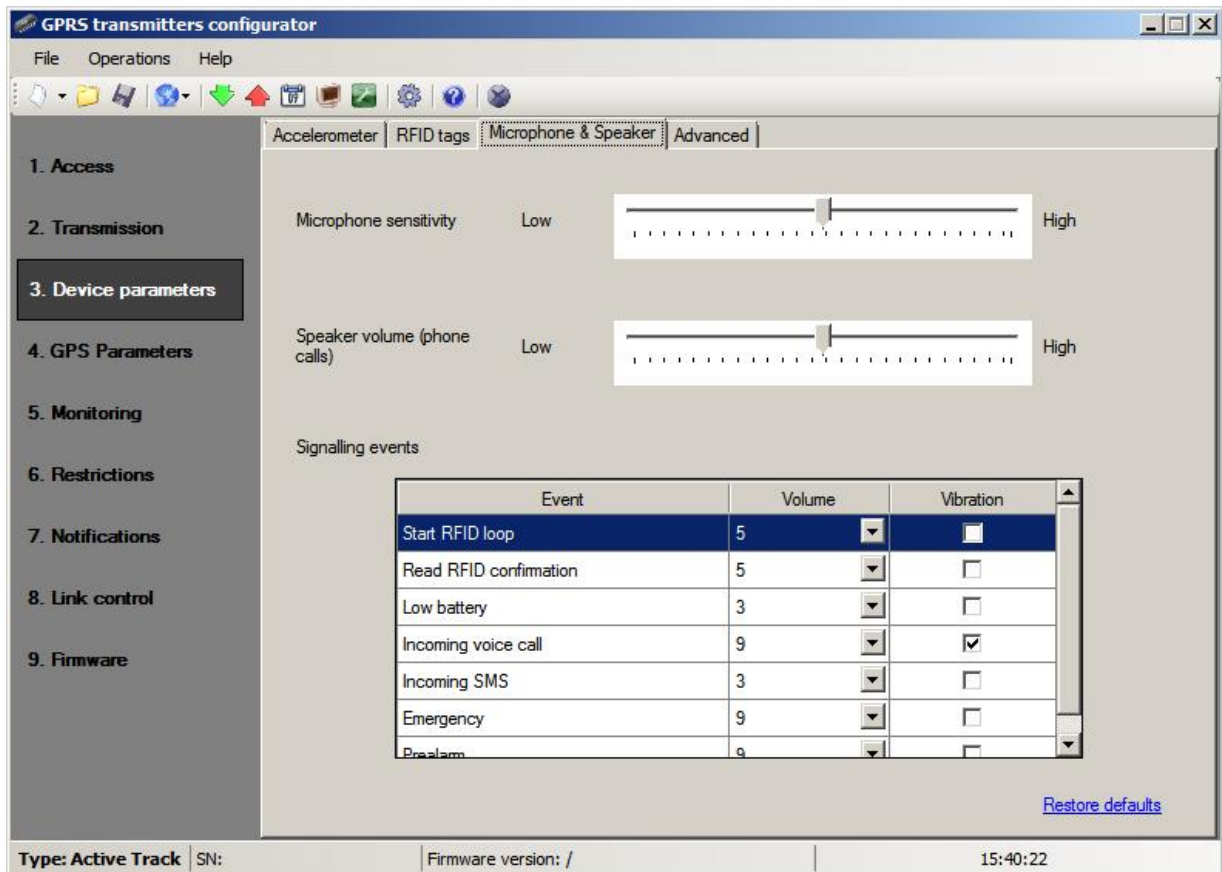 GPRS transmitters configurator
File Operations Help
Accelerometer RFID tags Microphone & Speaker Advanced
1. Access
2. Transmission
3. Device parameters
4. GPS Parameters
5. Monitoring
6. Restrictions
7. Notifications
8. Link control
9. Firmware
Microphone sensitivity Low High
Speaker volume (phone
calls) Low High
Signalling events
Event Volume Vibration
Start RFID loop 5
Read RFID confirmation 5
Low battery 3
Incoming voice call 9
Incoming SMS 3
Emergency 9
Prealarm 9
Restore defaults
Type: Active Track SN: Firmware version: / 15:40:22